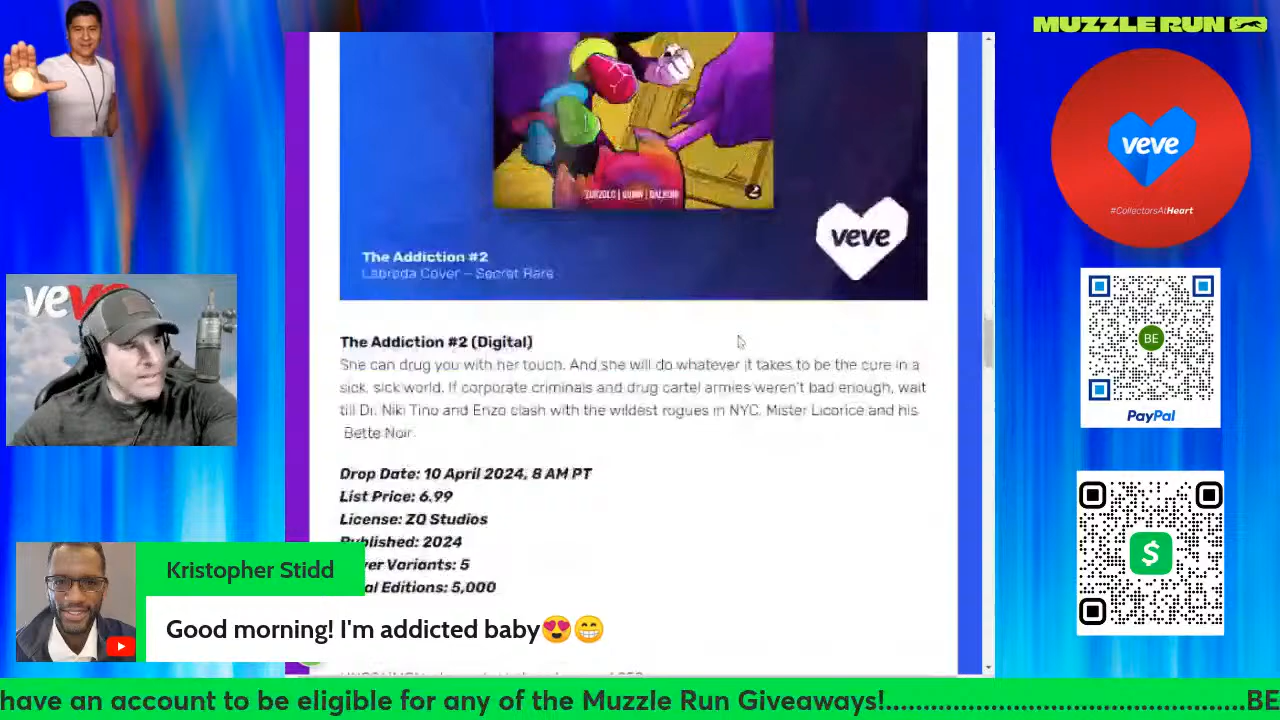 MUZZLE RUN
veve
#CollectorsAtHeart
veve
The Addiction #2
Labrada Cover – Secret Rare
ve
The Addiction #2 (Digital)
She can drug you with her touch. And she will do whatever it takes to be the cure in a
sick, sick world. If corporate criminals and drug cartel armies weren't bad enough, wait
till Dr. Niki Tino and Enzo clash with the wildest rogues in NYC, Mister Licorice and his
Bette Noir.
BE
PayPal
Drop Date: 10 April 2024, 8 AM PT
List Price: 6.99
License: ZQ Studios
Published: 2024
er Variants: 5
al Editions: 5,000
$
Kristopher Stidd
Good morning! I'm addicted baby😍😁
have an account to be eligible for any of the Muzzle Run Giveaways!..............................................BE